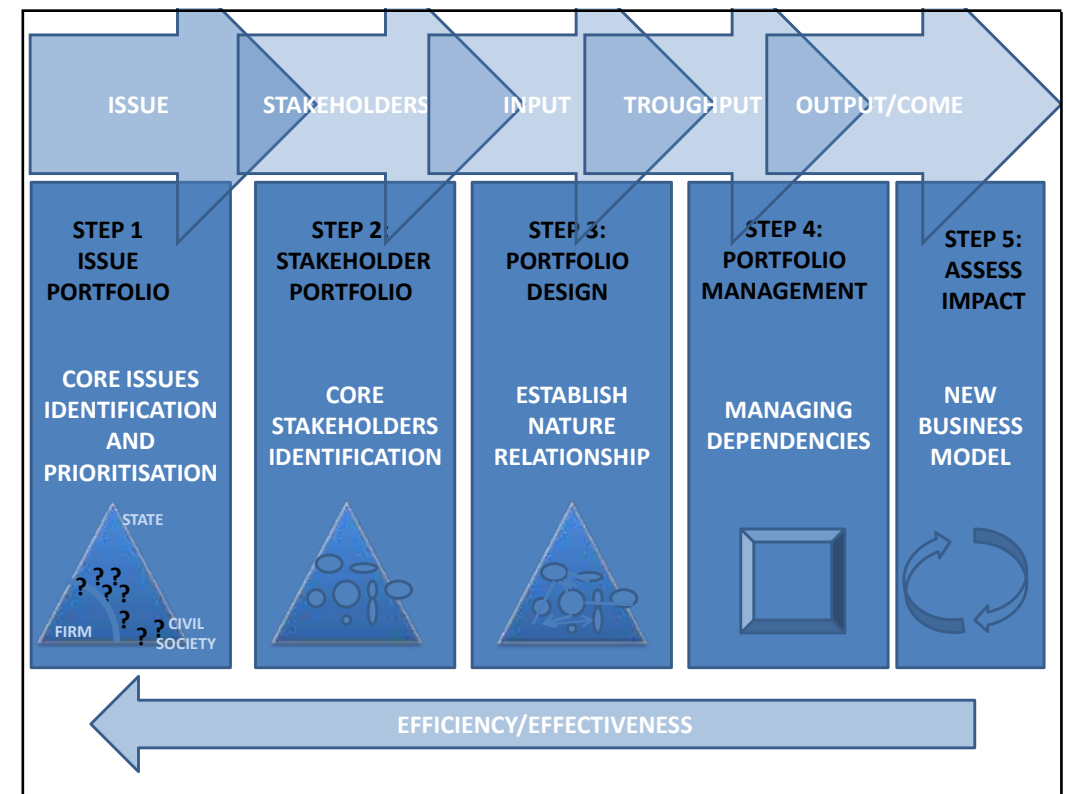 ISSUE
STAKEHOLDERS
INPUT
TROUGHPUT
OUTPUT/COME
STEP 1
ISSUE
PORTFOLIO
CORE ISSUES
IDENTIFICATION
AND
PRIORITISATION
STATE
? ? ?
? ?
?
? ?
FIRM
CIVIL
SOCIETY
STEP 2:
STAKEHOLDER
PORTFOLIO
CORE
STAKEHOLDERS
IDENTIFICATION
STEP 3:
PORTFOLIO
DESIGN
ESTABLISH
NATURE
RELATIONSHIP
STEP 4:
PORTFOLIO
MANAGEMENT
MANAGING
DEPENDENCIES
STEP 5:
ASSESS
IMPACT
NEW
BUSINESS
MODEL
EFFICIENCY/EFFECTIVENESS